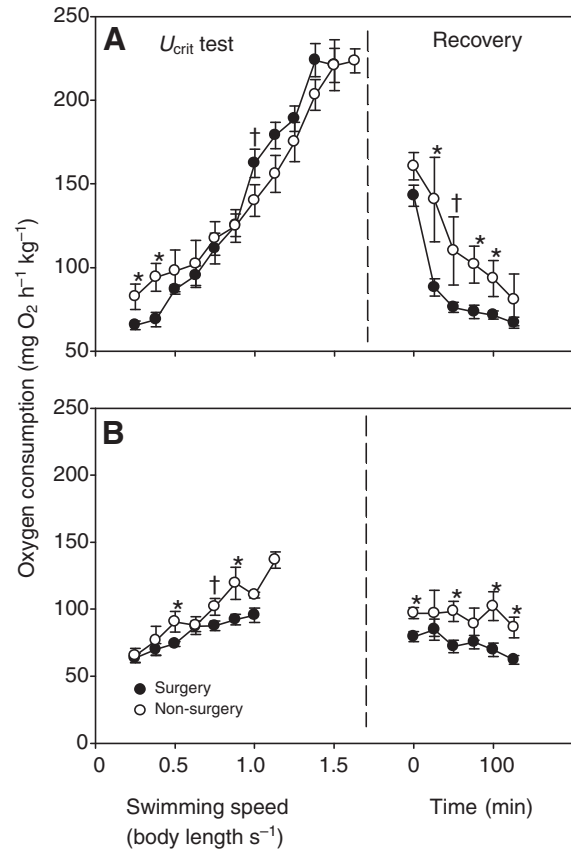 250
200
150
100
50
A
U crit test
Recovery
†
* *
*
†
* *
Oxygen consumption (mg O2 h–1 kg–1)
250
200
150
100
50
0
B
*
†
*
*
*
*
*
Surgery
Non-surgery
0 0.5 1.0 1.5 0 100
Swimming speed
(body length s–1)
Time (min)